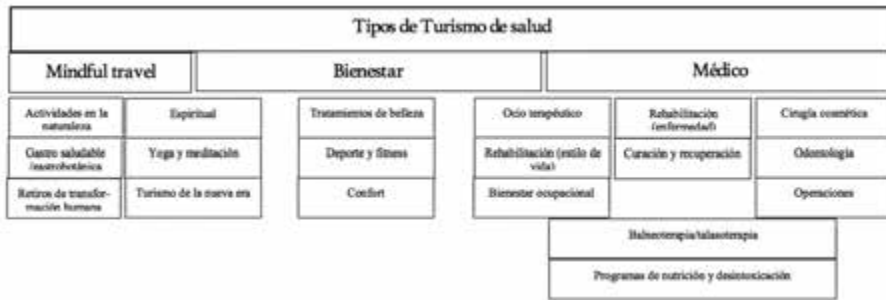 Tipos de Turismo de salud
Mindful travel
Bienestar
Médico
Actividades en la
naturaleza
Espiritual
Tratamientos de belleza
Ocio terapéutico
Rehabilitación
(enfermedad)
Cirugía cosmética
Gastro saludable
/gastrobotánica
Yoga y meditación
Deporte y fitness
Rehabilitación (estilo de
vida)
Curación y recuperación
Odontología
Retiros de transfor-
mación humana
Turismo de la nueva era
Confort
Bienestar ocupacional
Operaciones
Balneoterapia/talasoterapia
Programas de nutrición y desintoxicación